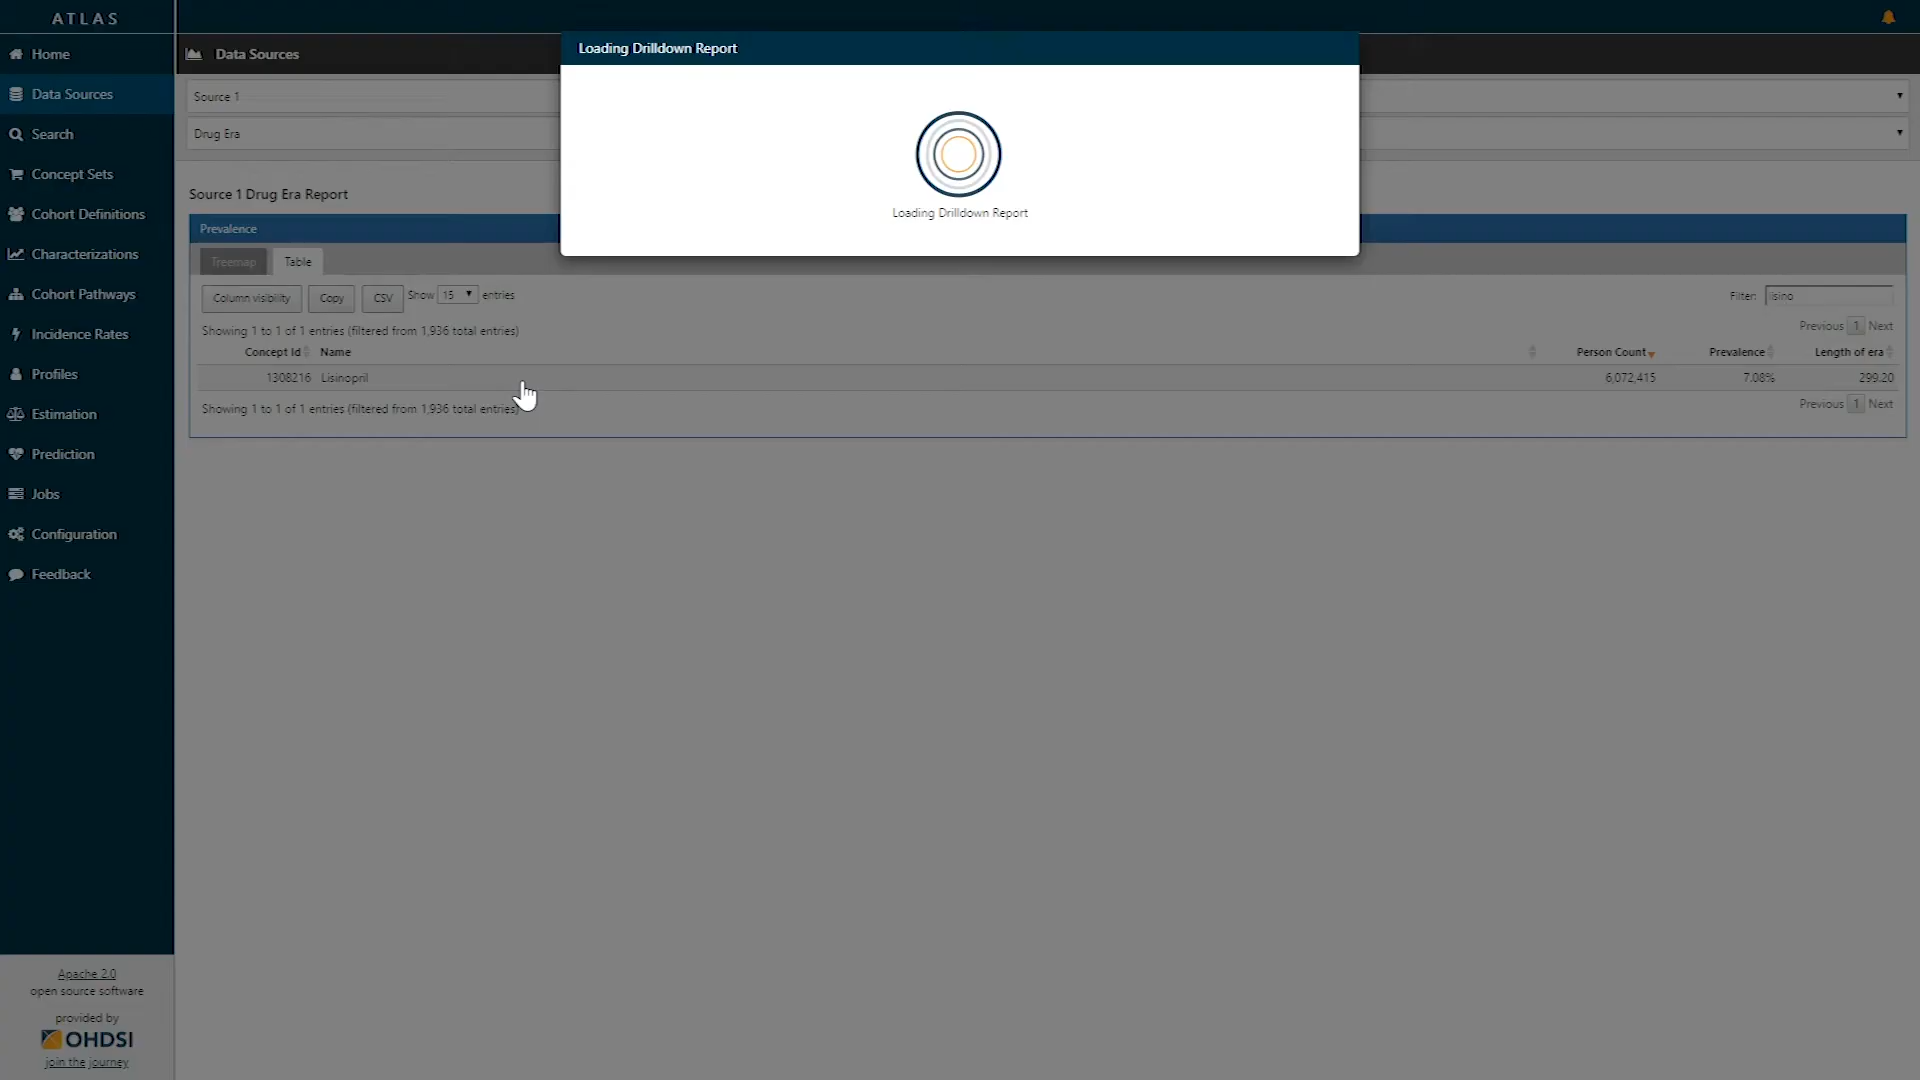 ATLAS
Home
Data Sources
Search
Concept Sets
Cohort Definitions
Characterizations
Cohort Pathways
Incidence Rates
Profiles
Estimation
Prediction
Jobs
Configuration
Feedback
Apache 2.0
open source software
provided by
OHDSI
join the journey
Data Sources
Source 1
Drug Era
Loading Drilldown Report
Loading Drilldown Report
Source 1 Drug Era Report
Prevalence
Treemap Table
Column visibility Copy CSV Show 15 entries Filter: lisino
Showing 1 to 1 of 1 entries (filtered from 1,936 total entries) Previous 1 Next
Concept Id Name Person Count Prevalence Length of era
1308216 Lisinopril 6,072,415 7.08% 299.20
Showing 1 to 1 of 1 entries (filtered from 1,936 total entries) Previous 1 Next